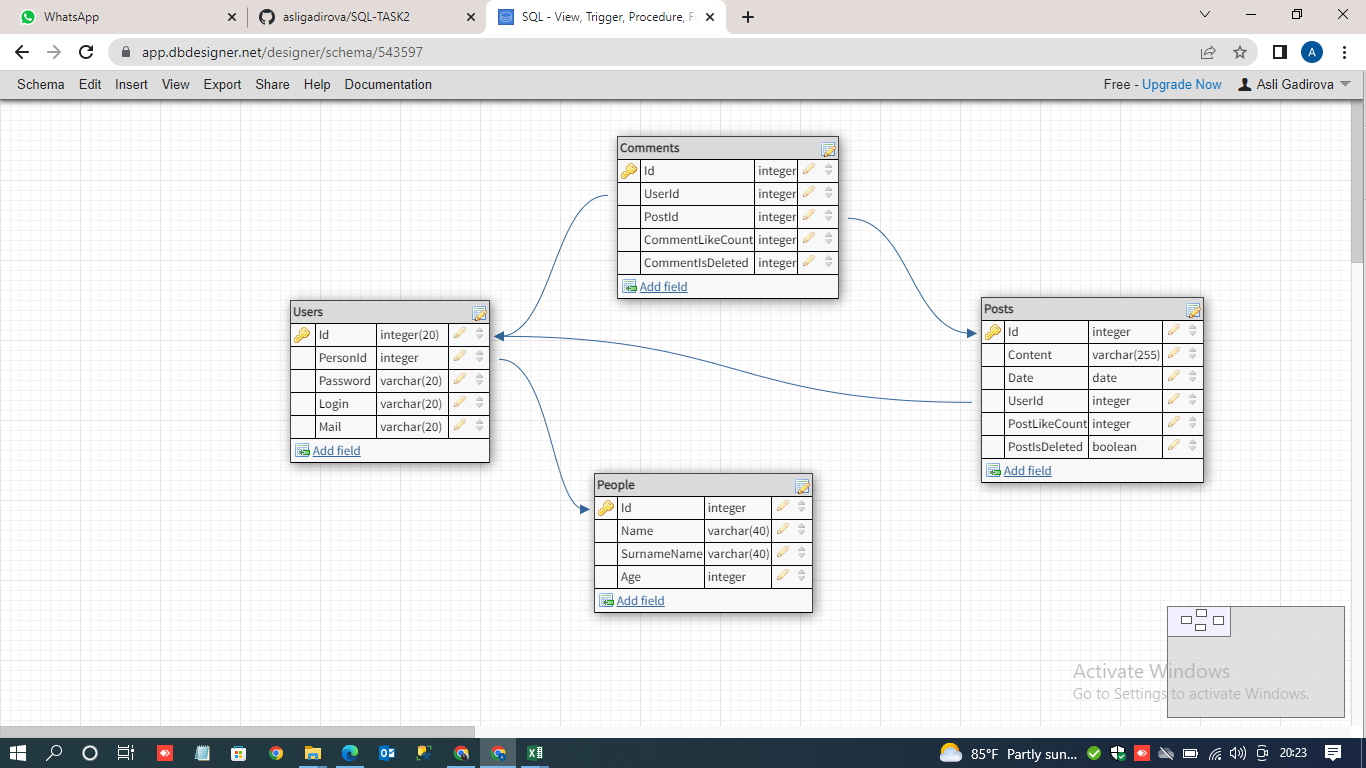 WhatsApp
asligadirova/SQL-TASK2
SQL - View, Trigger, Procedure, F
app.dbdesigner.net/designer/schema/543597
A
Schema Edit Insert View Export Share Help Documentation
Free - Upgrade Now Asli Gadirova
Comments
Id integer
UserId integer
PostId integer
CommentLikeCount integer
CommentIsDeleted integer
Add field
Users
Id integer(20)
PersonId integer
Password varchar(20)
Login varchar(20)
Mail varchar(20)
Add field
Posts
Id integer
Content varchar(255)
Date date
UserId integer
PostLikeCount integer
PostIsDeleted boolean
Add field
People
Id integer
Name varchar(40)
SurnameName varchar(40)
Age integer
Add field
Activate Windows
Go to Settings to activate Windows.
85°F Partly sun...
20:23